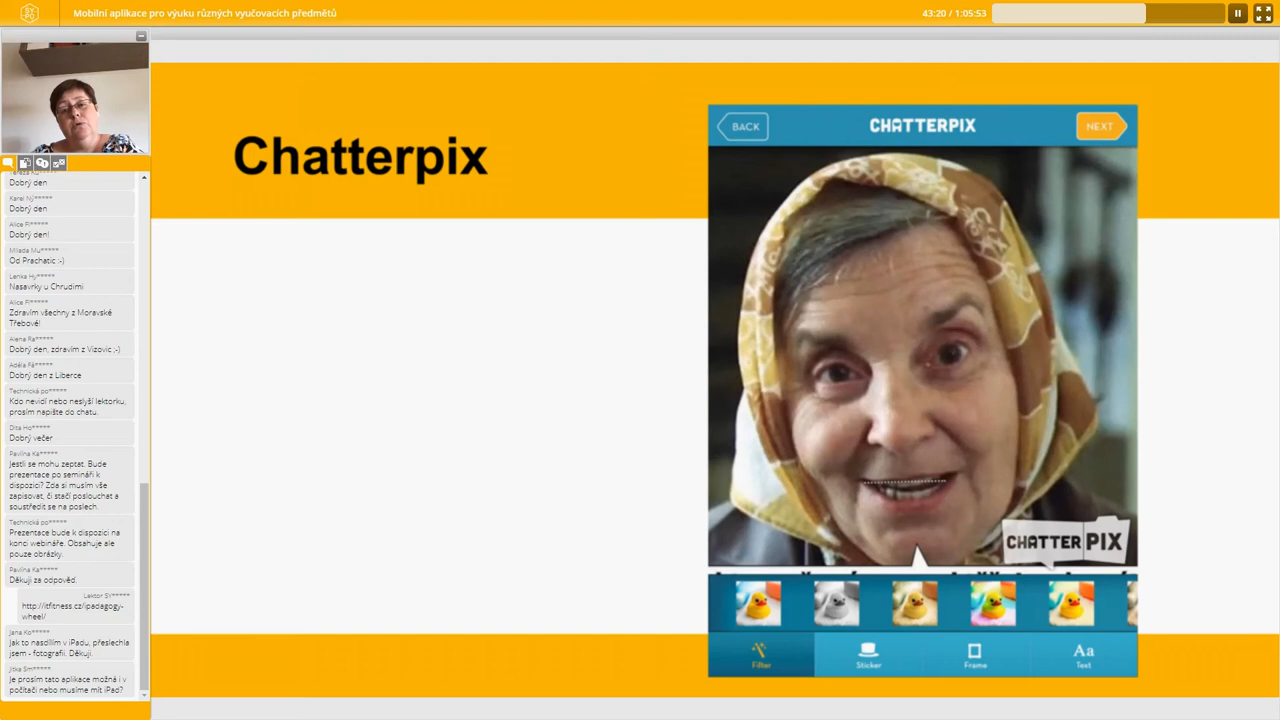 SYPO
Mobilní aplikace pro výuku různých vyučovacích předmětů
43:20 / 1:05:53
Dobrý den
Karel Ný*****
Dobrý den
Alice Fi*****
Dobrý den!
Milada Mu*****
Od Prachatic :-)
Lenka Hy*****
Nasavrky u Chrudimi
Alice Fi*****
Zdravím všechny z Moravské
Třebové!
Alena Ra*****
Dobrý den, zdravím z Vizovic ;-)
Adéla Fé*****
Dobrý den z Liberce
Technická po*****
Kdo nevidí nebo neslyší lektorku,
prosím napište do chatu.
Dita Ho*****
Dobrý večer
Pavlína Ka*****
Jestli se mohu zeptat. Bude
prezentace po semináři k
dispozici? Zda si musím vše
zapisovat, či stačí poslouchat a
soustředit se na poslech.
Technická po*****
Prezentace bude k dispozici na
konci webináře. Obsahuje ale
pouze obrázky.
Pavlína Ka*****
Děkuji za odpověď.
Lektor SY*****
http://itfitness.cz/ipadagogy-
wheel/
Jana Ko*****
Jak to nasdílím v iPadu, přeslechla
jsem - fotografii. Děkuji.
Jitka Sm*****
Je prosím tato aplikace možná i v
počítači nebo musíme mít iPad?
Chatterpix
BACK
CHATTERPIX
NEXT
CHATTER PIX
Filter
Sticker
Frame
Aa
Text